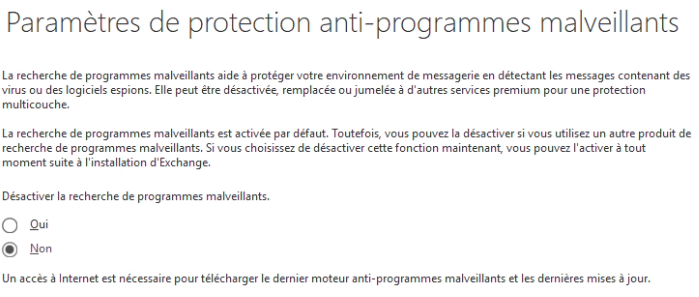 Paramètres de protection anti-programmes malveillants
La recherche de programmes malveillants aide à protéger votre environnement de messagerie en détectant les messages contenant des
virus ou des logiciels espions. Elle peut être désactivée, remplacée ou jumelée à d'autres services premium pour une protection
multicouche.
La recherche de programmes malveillants est activée par défaut. Toutefois, vous pouvez la désactiver si vous utilisez un autre produit de
recherche de programmes malveillants. Si vous choisissez de désactiver cette fonction maintenant, vous pouvez l'activer à tout
moment suite à l'installation d'Exchange.
Désactiver la recherche de programmes malveillants.
Oui
Non
Un accès à Internet est nécessaire pour télécharger le dernier moteur anti-programmes malveillants et les dernières mises à jour.